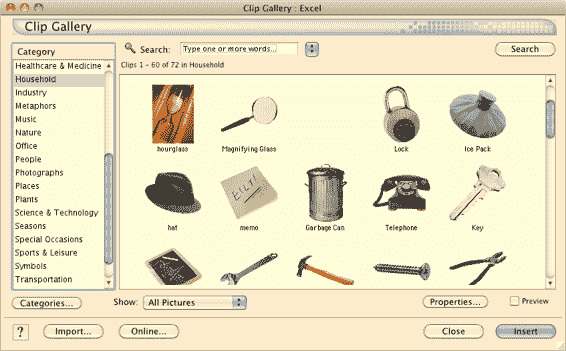 Clip Gallery : Excel
Clip Gallery
Category
Search: Type one or more words... Search
Clips 1 - 60 of 72 in Household
Healthcare & Medicine
Household
Industry
Metaphors
Music
Nature
Office
People
Photographs
Places
Plants
Science & Technology
Seasons
Special Occasions
Sports & Leisure
Symbols
Transportation
hourglass Magnifying Glass Lock Ice Pack
hat memo Garbage Can Telephone Key
Categories... Show: All Pictures Properties... Preview
? Import... Online... Close Insert